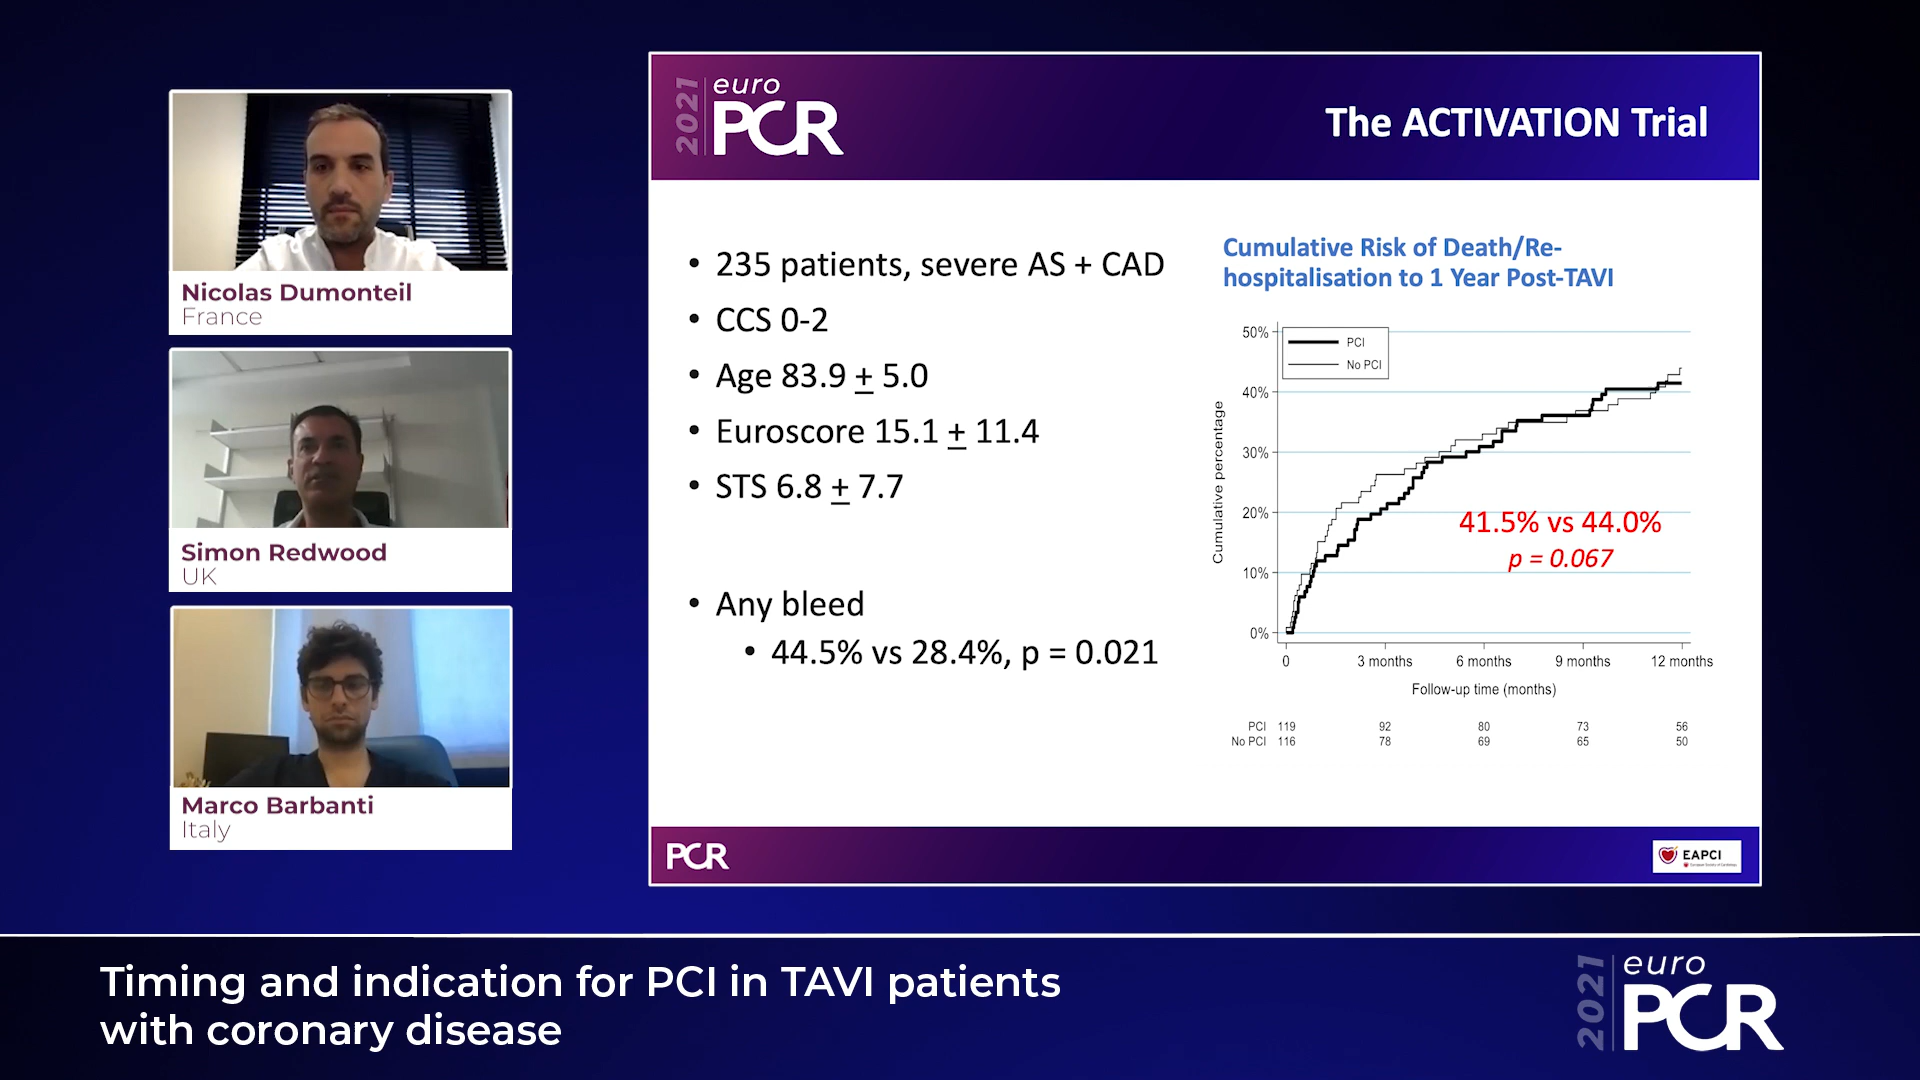 Nicolas Dumonteil
France
Simon Redwood
UK
Marco Barbanti
Italy
2021
euro
PCR
The ACTIVATION Trial
• 235 patients, severe AS + CAD
• CCS 0-2
• Age 83.9 ± 5.0
• Euroscore 15.1 ± 11.4
• STS 6.8 ± 7.7
• Any bleed
• 44.5% vs 28.4%, p = 0.021
Cumulative Risk of Death/Re-
hospitalisation to 1 Year Post-TAVI
PCI
No PCI
Cumulative percentage
50%
40%
30%
20%
10%
0%
41.5% vs 44.0%
p = 0.067
0 3 months 6 months 9 months 12 months
Follow-up time (months)
PCI 119 92 80 73 56
No PCI 116 78 69 65 50
PCR
EAPCI
Timing and indication for PCI in TAVI patients
with coronary disease
2021
euro
PCR